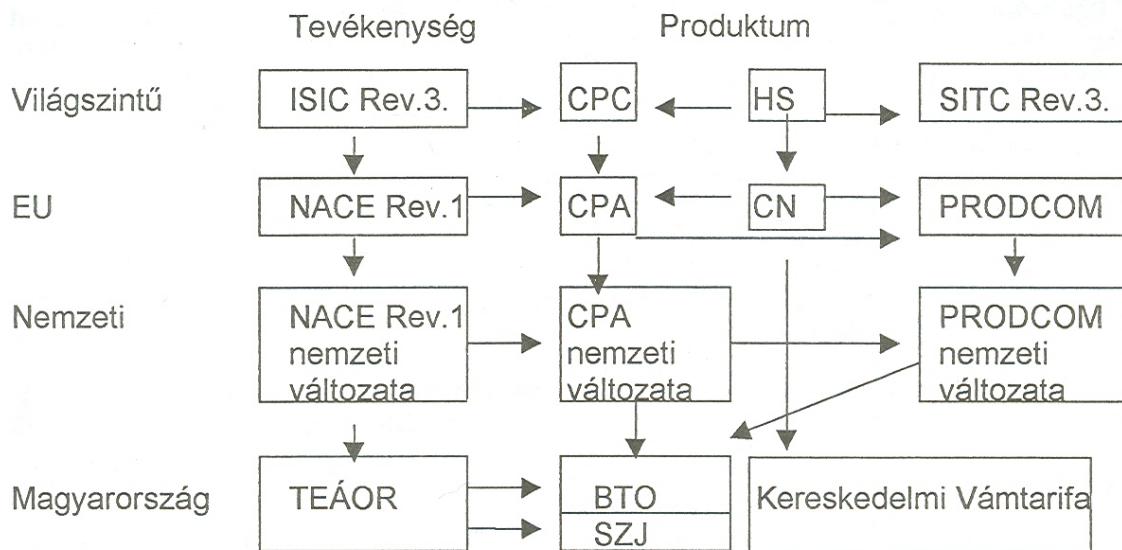 Tevékenység Produktum
Világszintű ISIC Rev.3. CPC HS SITC Rev.3.
EU NACE Rev.1 CPA CN PRODCOM
Nemzeti NACE Rev.1 nemzeti változata CPA nemzeti változata PRODCOM nemzeti változata
Magyarország TEÁOR BTO Kereskedelmi Vámtarifa
SZJ